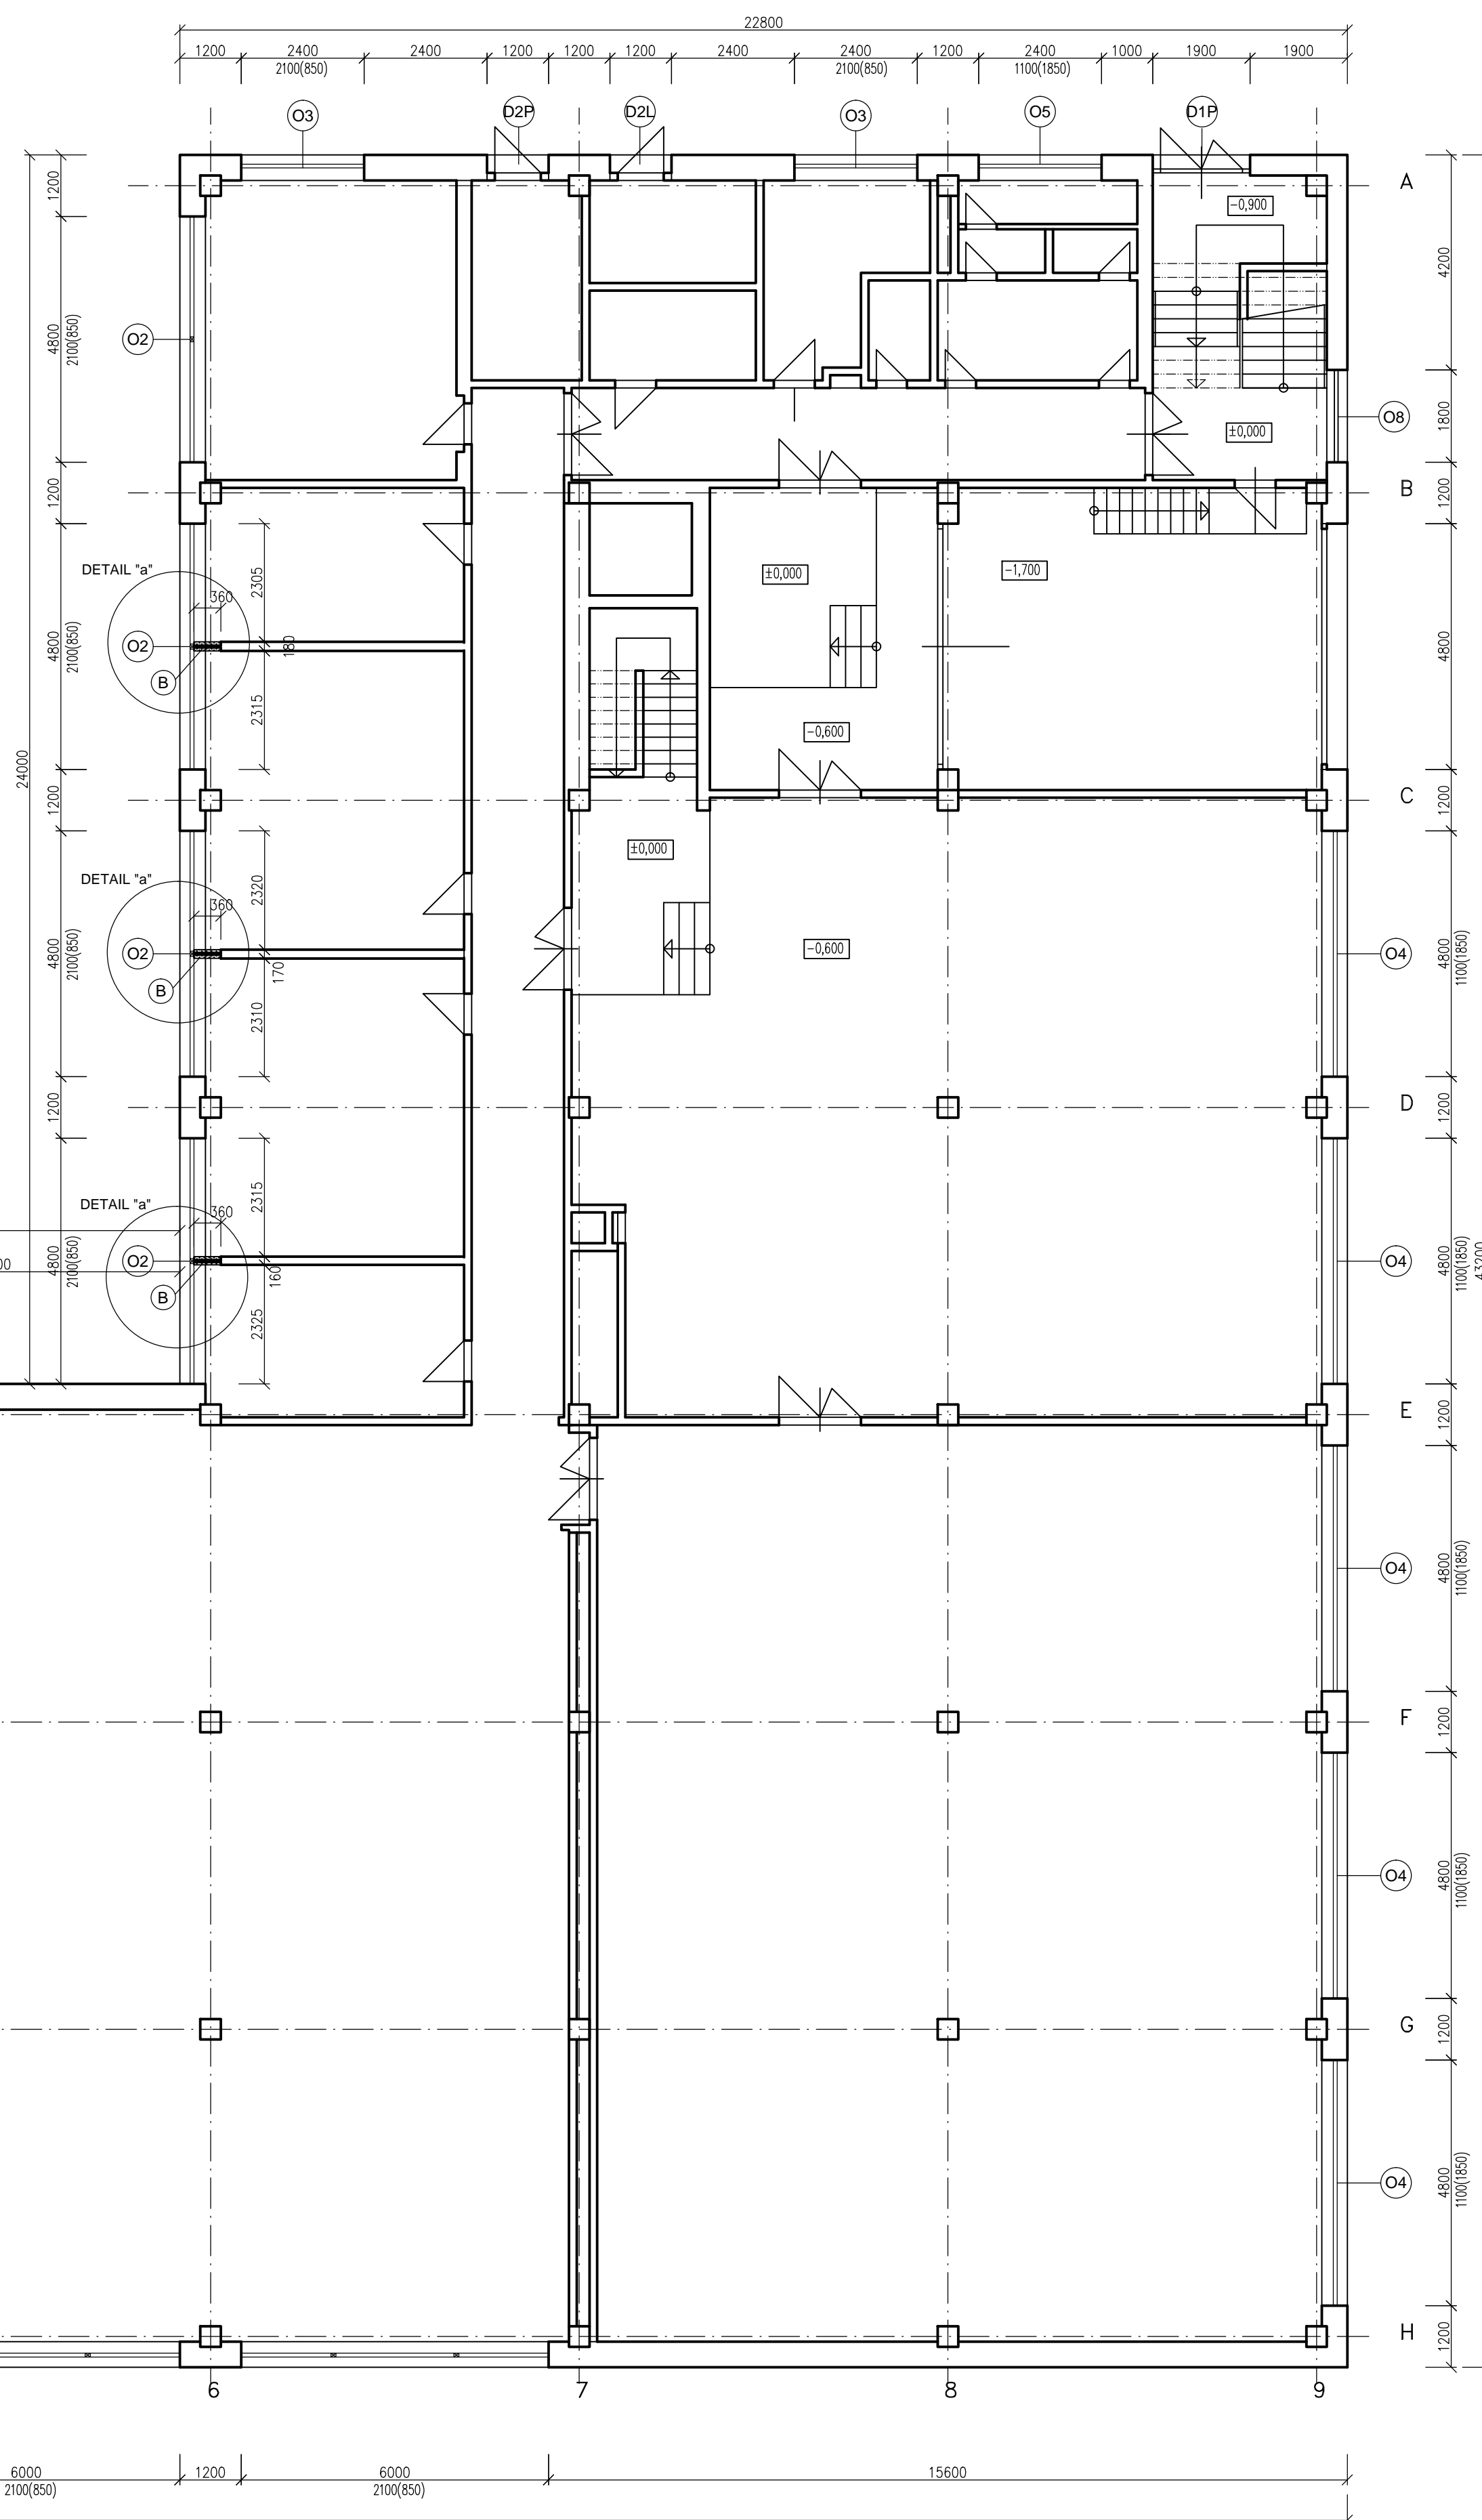 22800
1200 2400 2400 1200 1200 1200 2400 2400 1200 2400 1000 1900 1900
2100(850) 2100(850) 1100(1850)
O3 D2P D2L O3 O5 D1P
A
1200
-0,900
4200
O2
4800
2100(850)
O8
1800
±0,000
B
1200
1200
DETAIL "a"
360
2305
±0,000
-1,700
O2
4800
2100(850)
180
4800
B
2315
-0,600
24000
C
1200
1200
±0,000
DETAIL "a"
360
2320
O2
4800
2100(850)
-0,600
O4
4800
1100(1850)
B
170
2310
D
1200
1200
DETAIL "a"
360
2315
O2
4800
2100(850)
00
160
O4
4800
1100(1850)
43200
B
2325
E
1200
O4
4800
1100(1850)
F
1200
O4
4800
1100(1850)
G
1200
O4
4800
1100(1850)
H
1200
6 7 8 9
6000 1200 6000 15600
2100(850) 2100(850)